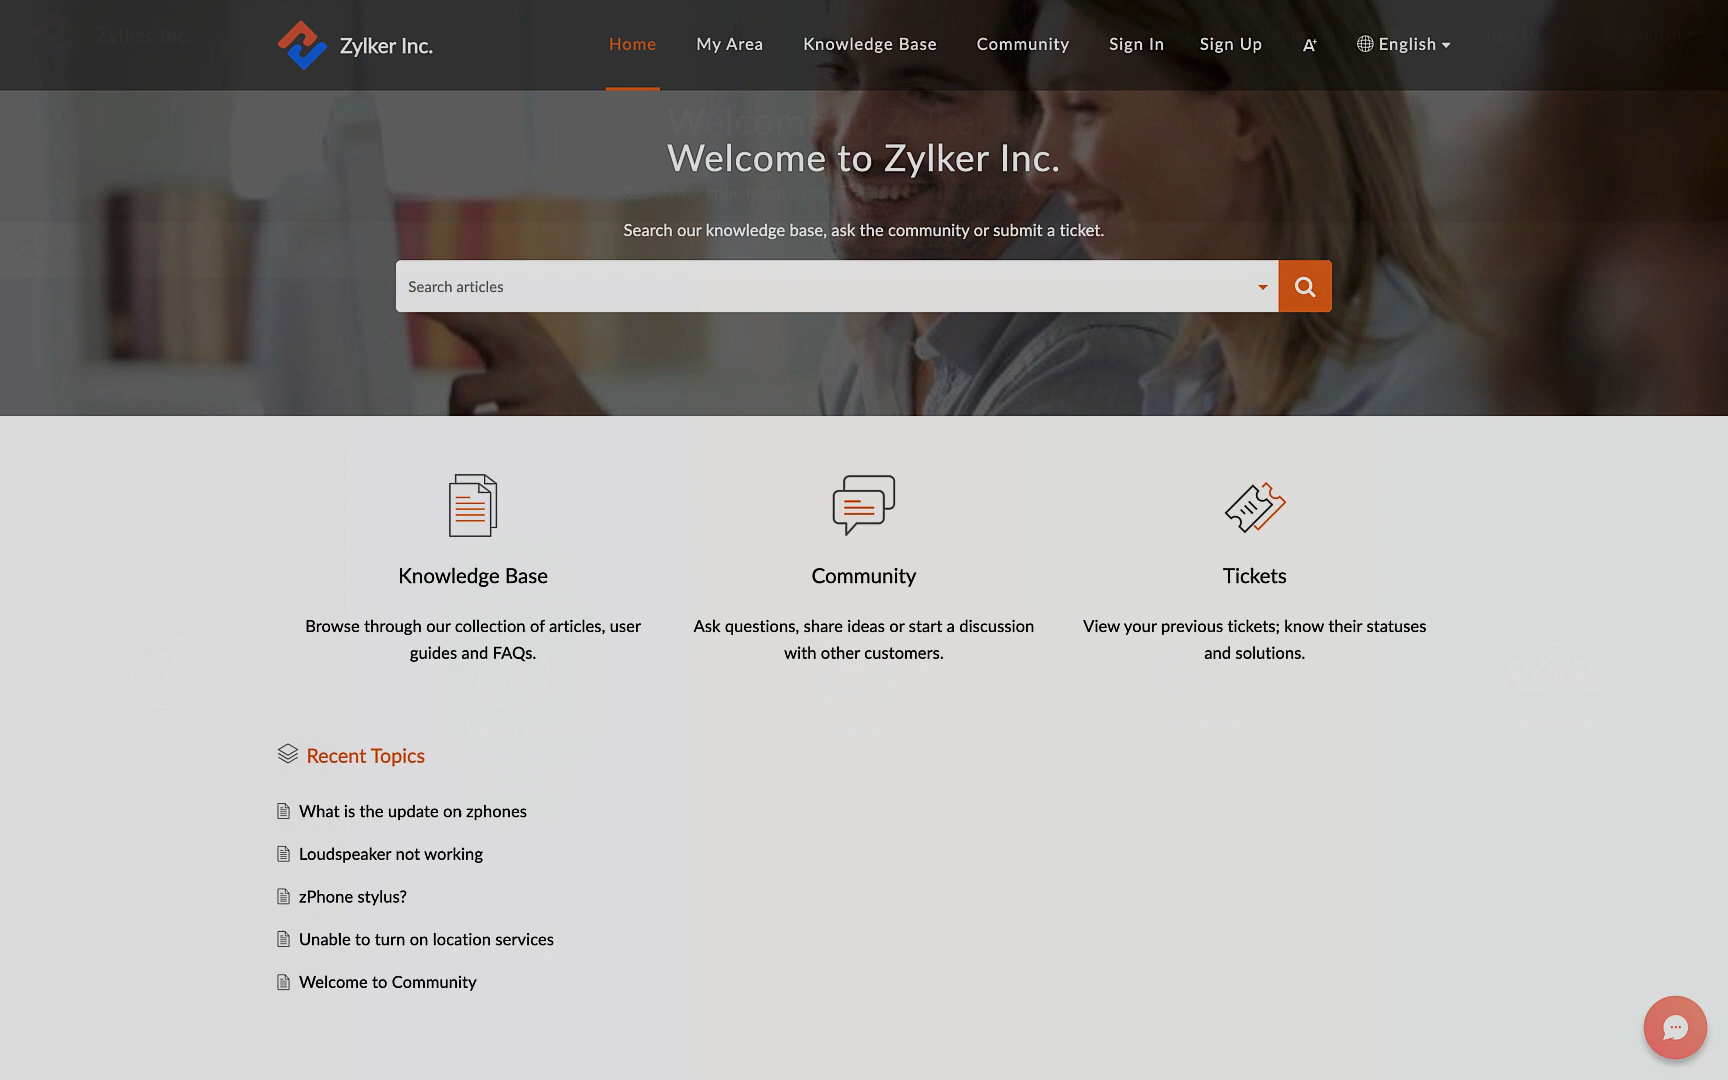 Zylker Inc.
Home
My Area
Knowledge Base
Community
Sign In
Sign Up
A+
English
Welcome to Zylker Inc.
Search our knowledge base, ask the community or submit a ticket.
Search articles
Knowledge Base
Browse through our collection of articles, user
guides and FAQs.
Community
Ask questions, share ideas or start a discussion
with other customers.
Tickets
View your previous tickets; know their statuses
and solutions.
Recent Topics
What is the update on zphones
Loudspeaker not working
zPhone stylus?
Unable to turn on location services
Welcome to Community